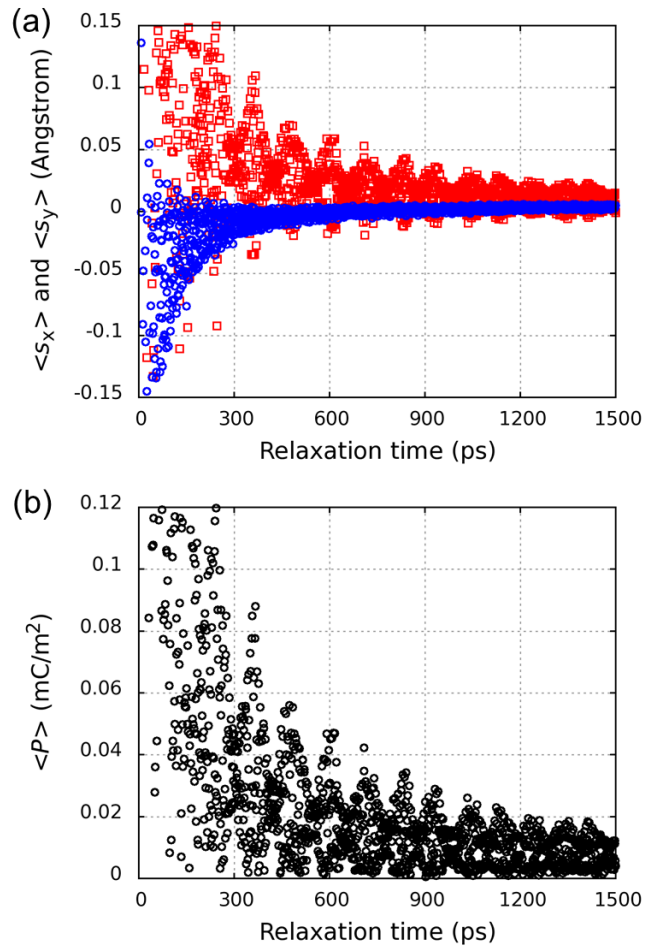 (a)
<s_x> and <s_y> (Angstrom)
0.15
0.1
0.05
0
-0.05
-0.1
-0.15
0 300 600 900 1200 1500
Relaxation time (ps)
(b)
<P> (mC/m²)
0.12
0.1
0.08
0.06
0.04
0.02
0
0 300 600 900 1200 1500
Relaxation time (ps)